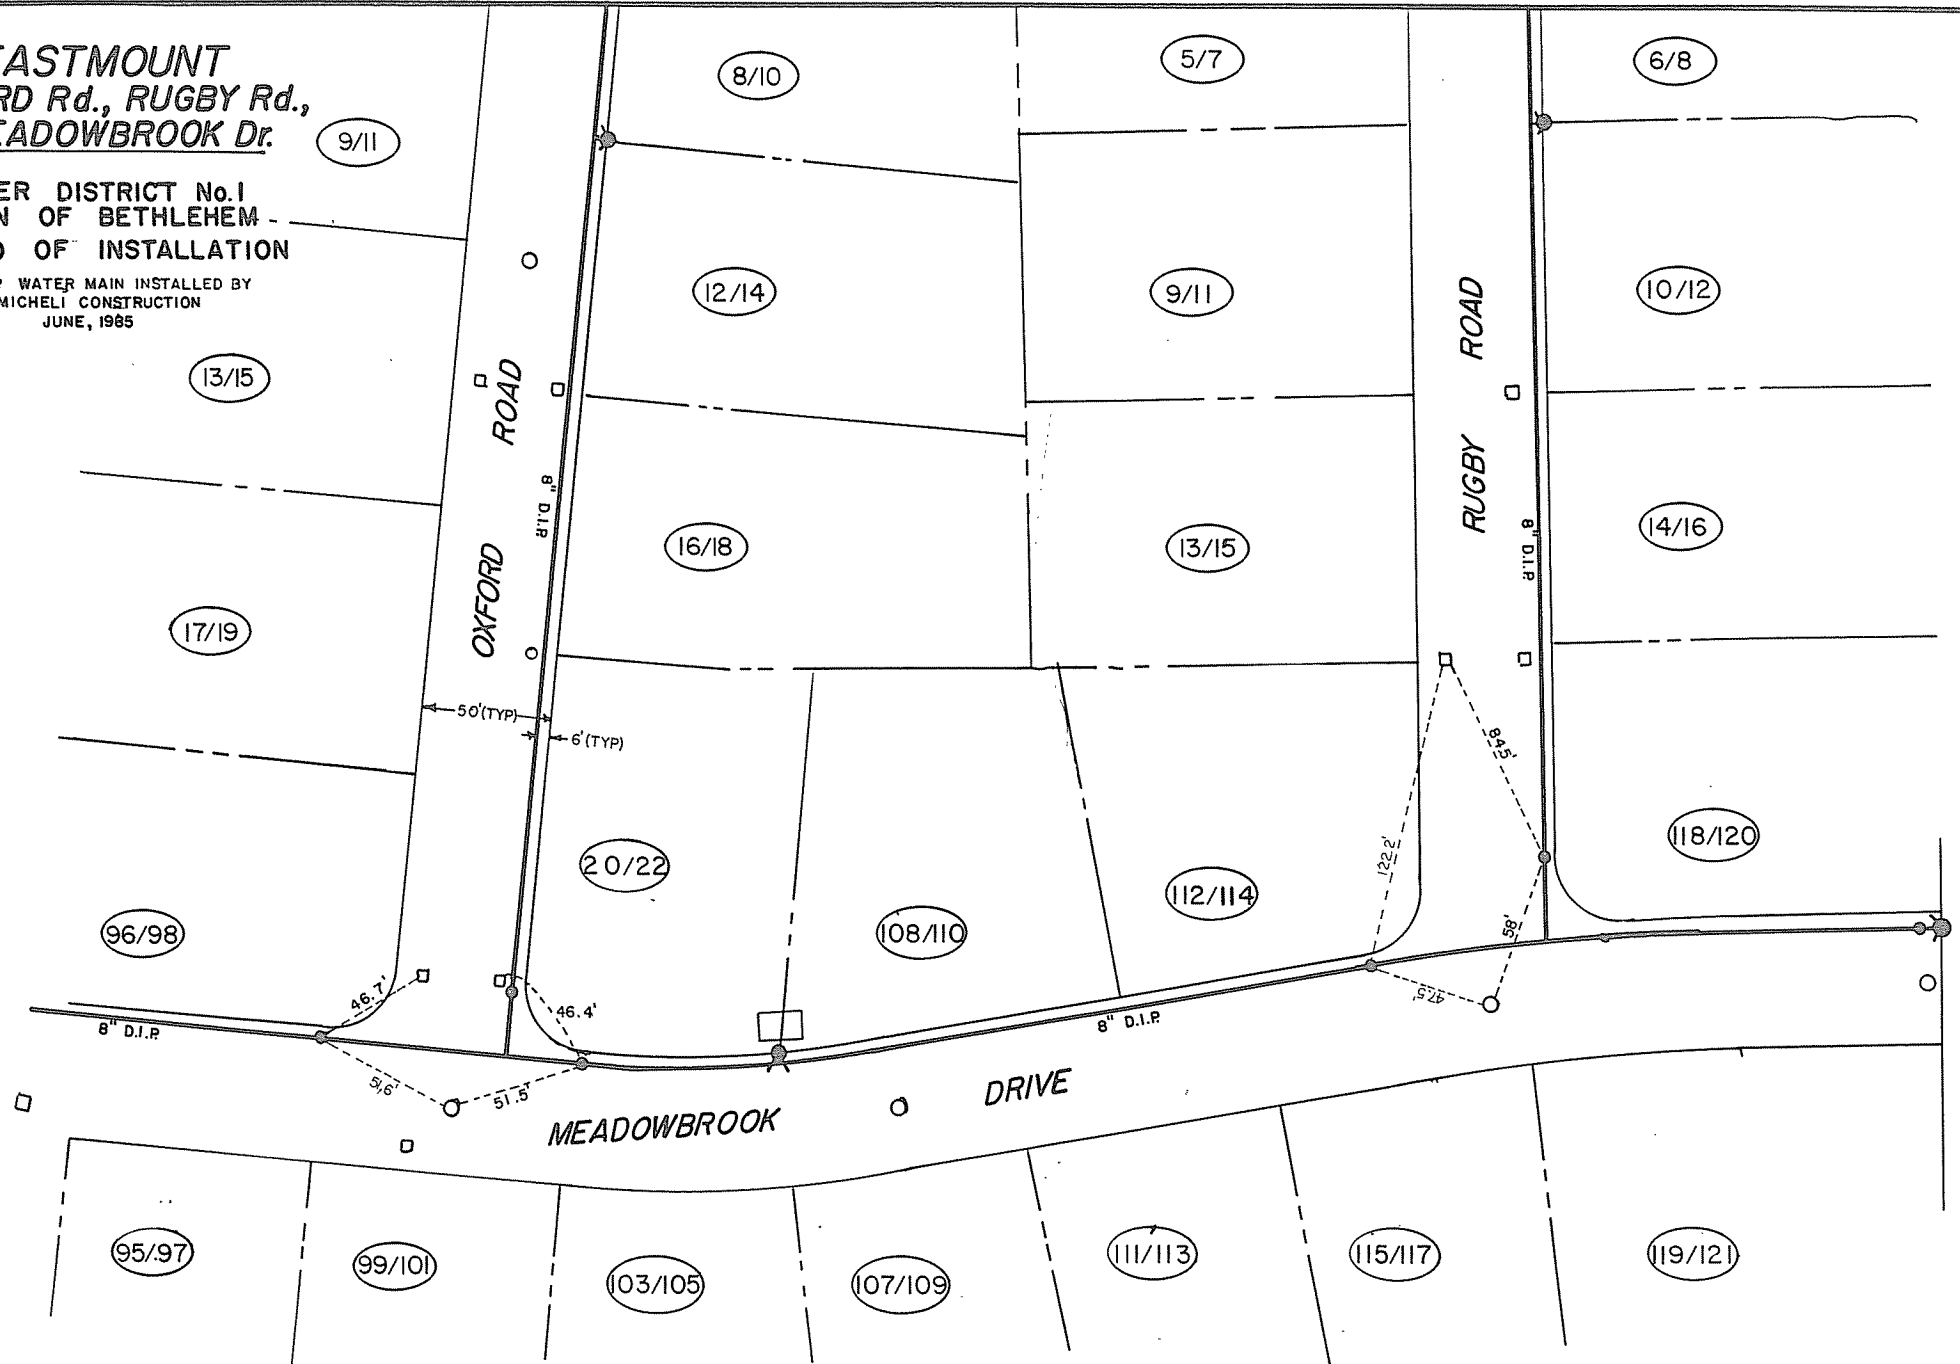 EASTMOUNT
RD Rd., RUGBY Rd.,
EADOWBROOK Dr.
ER DISTRICT No.1
N OF BETHLEHEM
OF INSTALLATION
WATER MAIN INSTALLED BY
MICHELI CONSTRUCTION
JUNE, 1985
9/11
13/15
17/19
96/98
8/10
12/14
16/18
20/22
108/110
112/114
5/7
9/11
13/15
6/8
10/12
14/16
118/120
OXFORD ROAD
8" D.I.P.
50'(TYP)
6'(TYP)
RUGBY ROAD
8" D.I.P.
84.5'
122.2'
58'
47.5'
46.7'
46.4'
51.6'
51.5'
8" D.I.P.
8" D.I.P.
MEADOWBROOK DRIVE
95/97
99/101
103/105
107/109
111/113
115/117
119/121